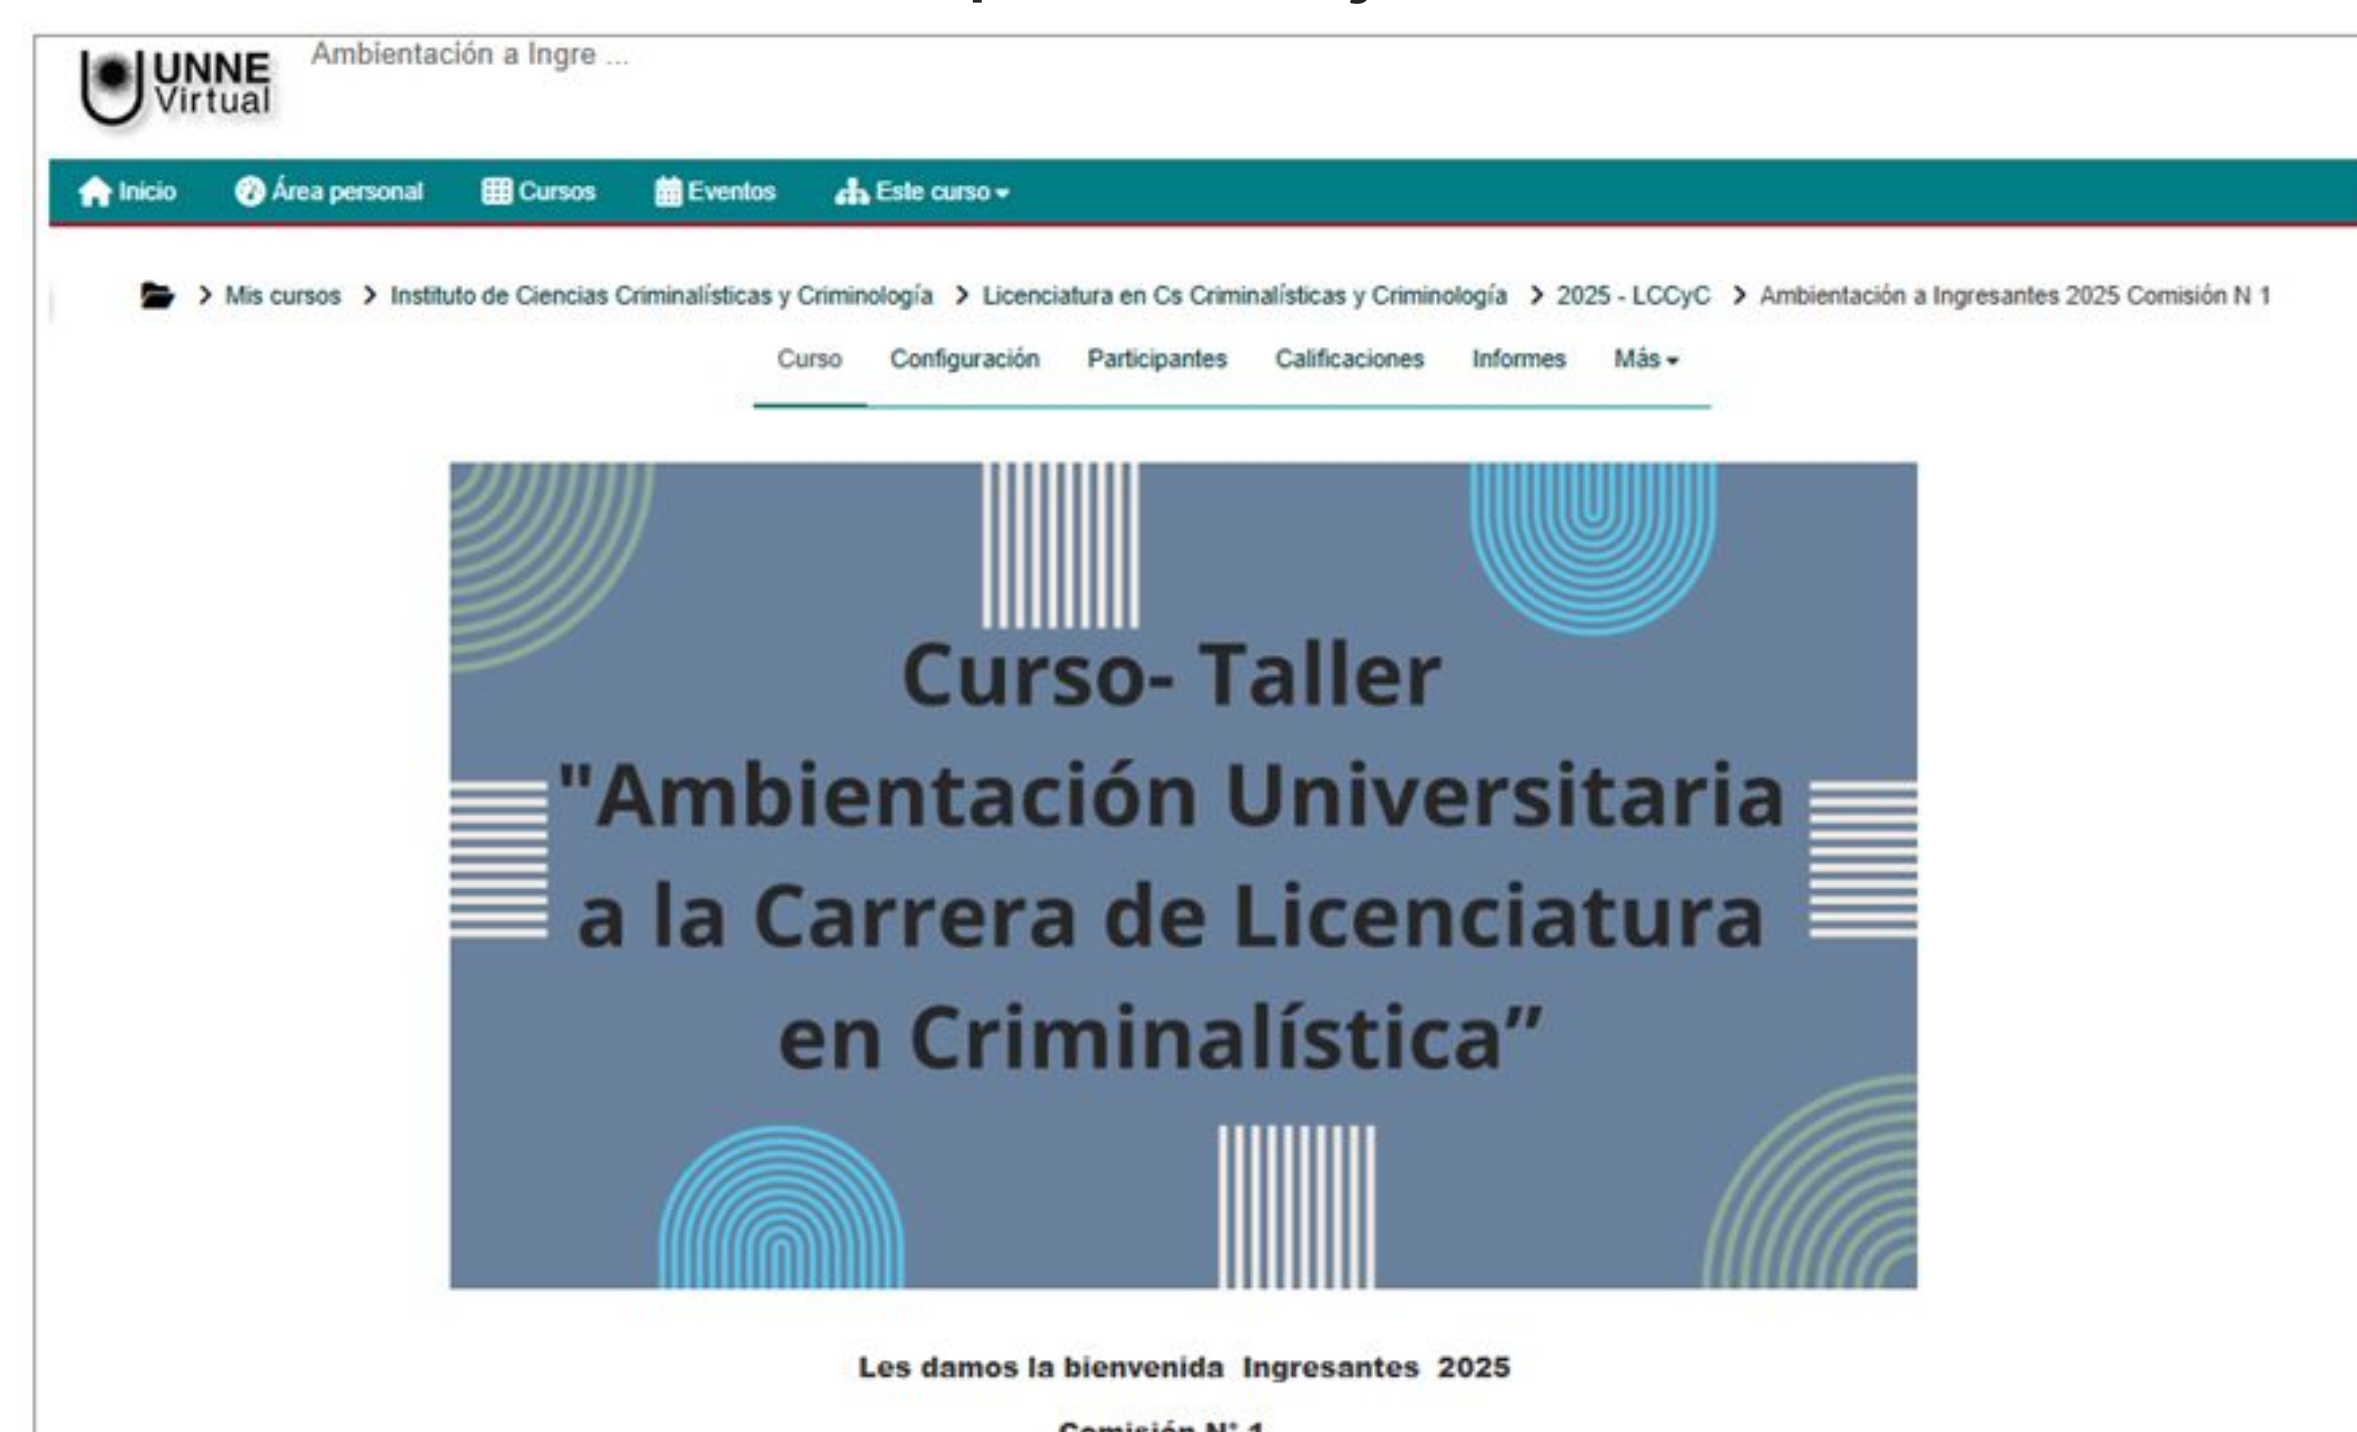 UNNE
Virtual
Ambientación a Ingre ...
Inicio Área personal Cursos Eventos Este curso
> Mis cursos > Instituto de Ciencias Criminalísticas y Criminología > Licenciatura en Cs Criminalísticas y Criminología > 2025 - LCCyC > Ambientación a Ingresantes 2025 Comisión N 1
Curso Configuración Participantes Calificaciones Informes Más
Curso- Taller
"Ambientación Universitaria
a la Carrera de Licenciatura
en Criminalística”
Les damos la bienvenida Ingresantes 2025
Comisión N° 1